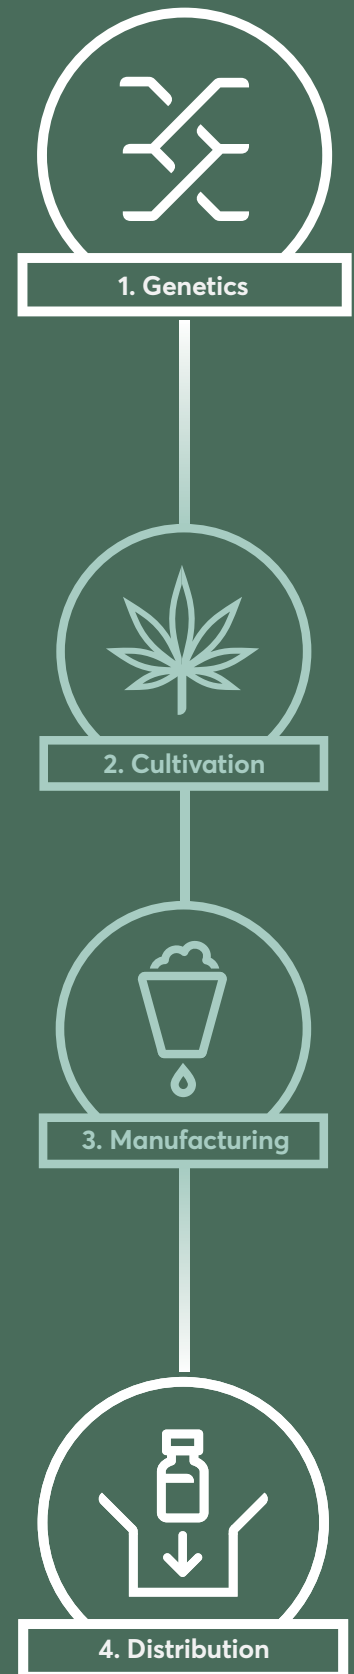 1. Genetics
2. Cultivation
3. Manufacturing
4. Distribution